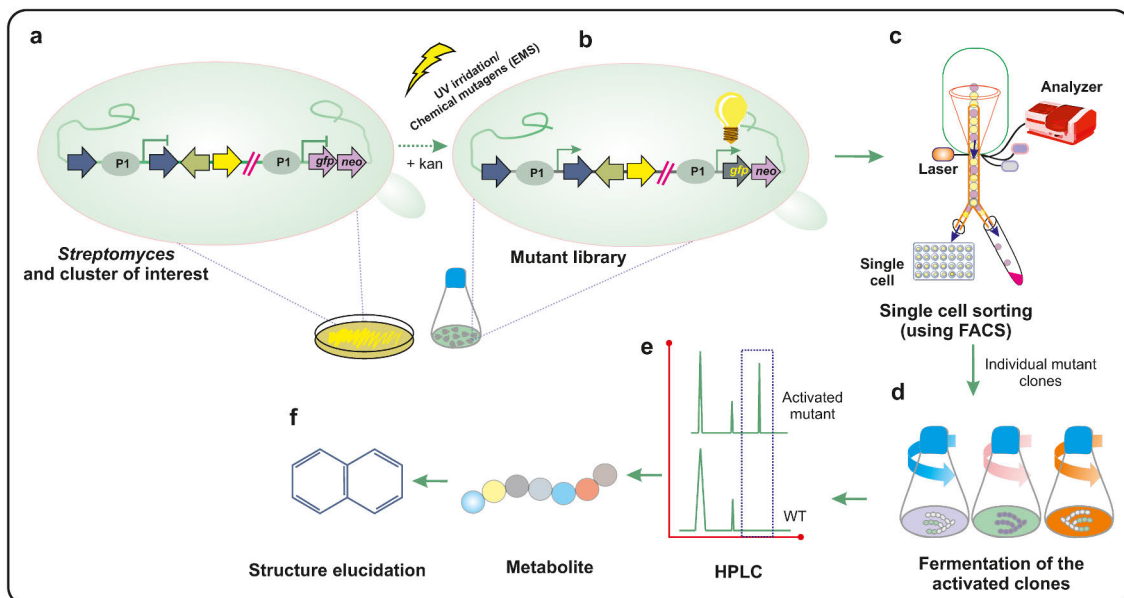 a
P1
P1
gfp
neo
Streptomyces
and cluster of interest
UV irridation/
Chemical mutagens (EMS)
+ kan
b
P1
P1
gfp
neo
Mutant library
c
Analyzer
Laser
Single
cell
Single cell sorting
(using FACS)
Individual mutant
clones
d
Fermentation of the
activated clones
e
Activated
mutant
WT
HPLC
Metabolite
f
Structure elucidation